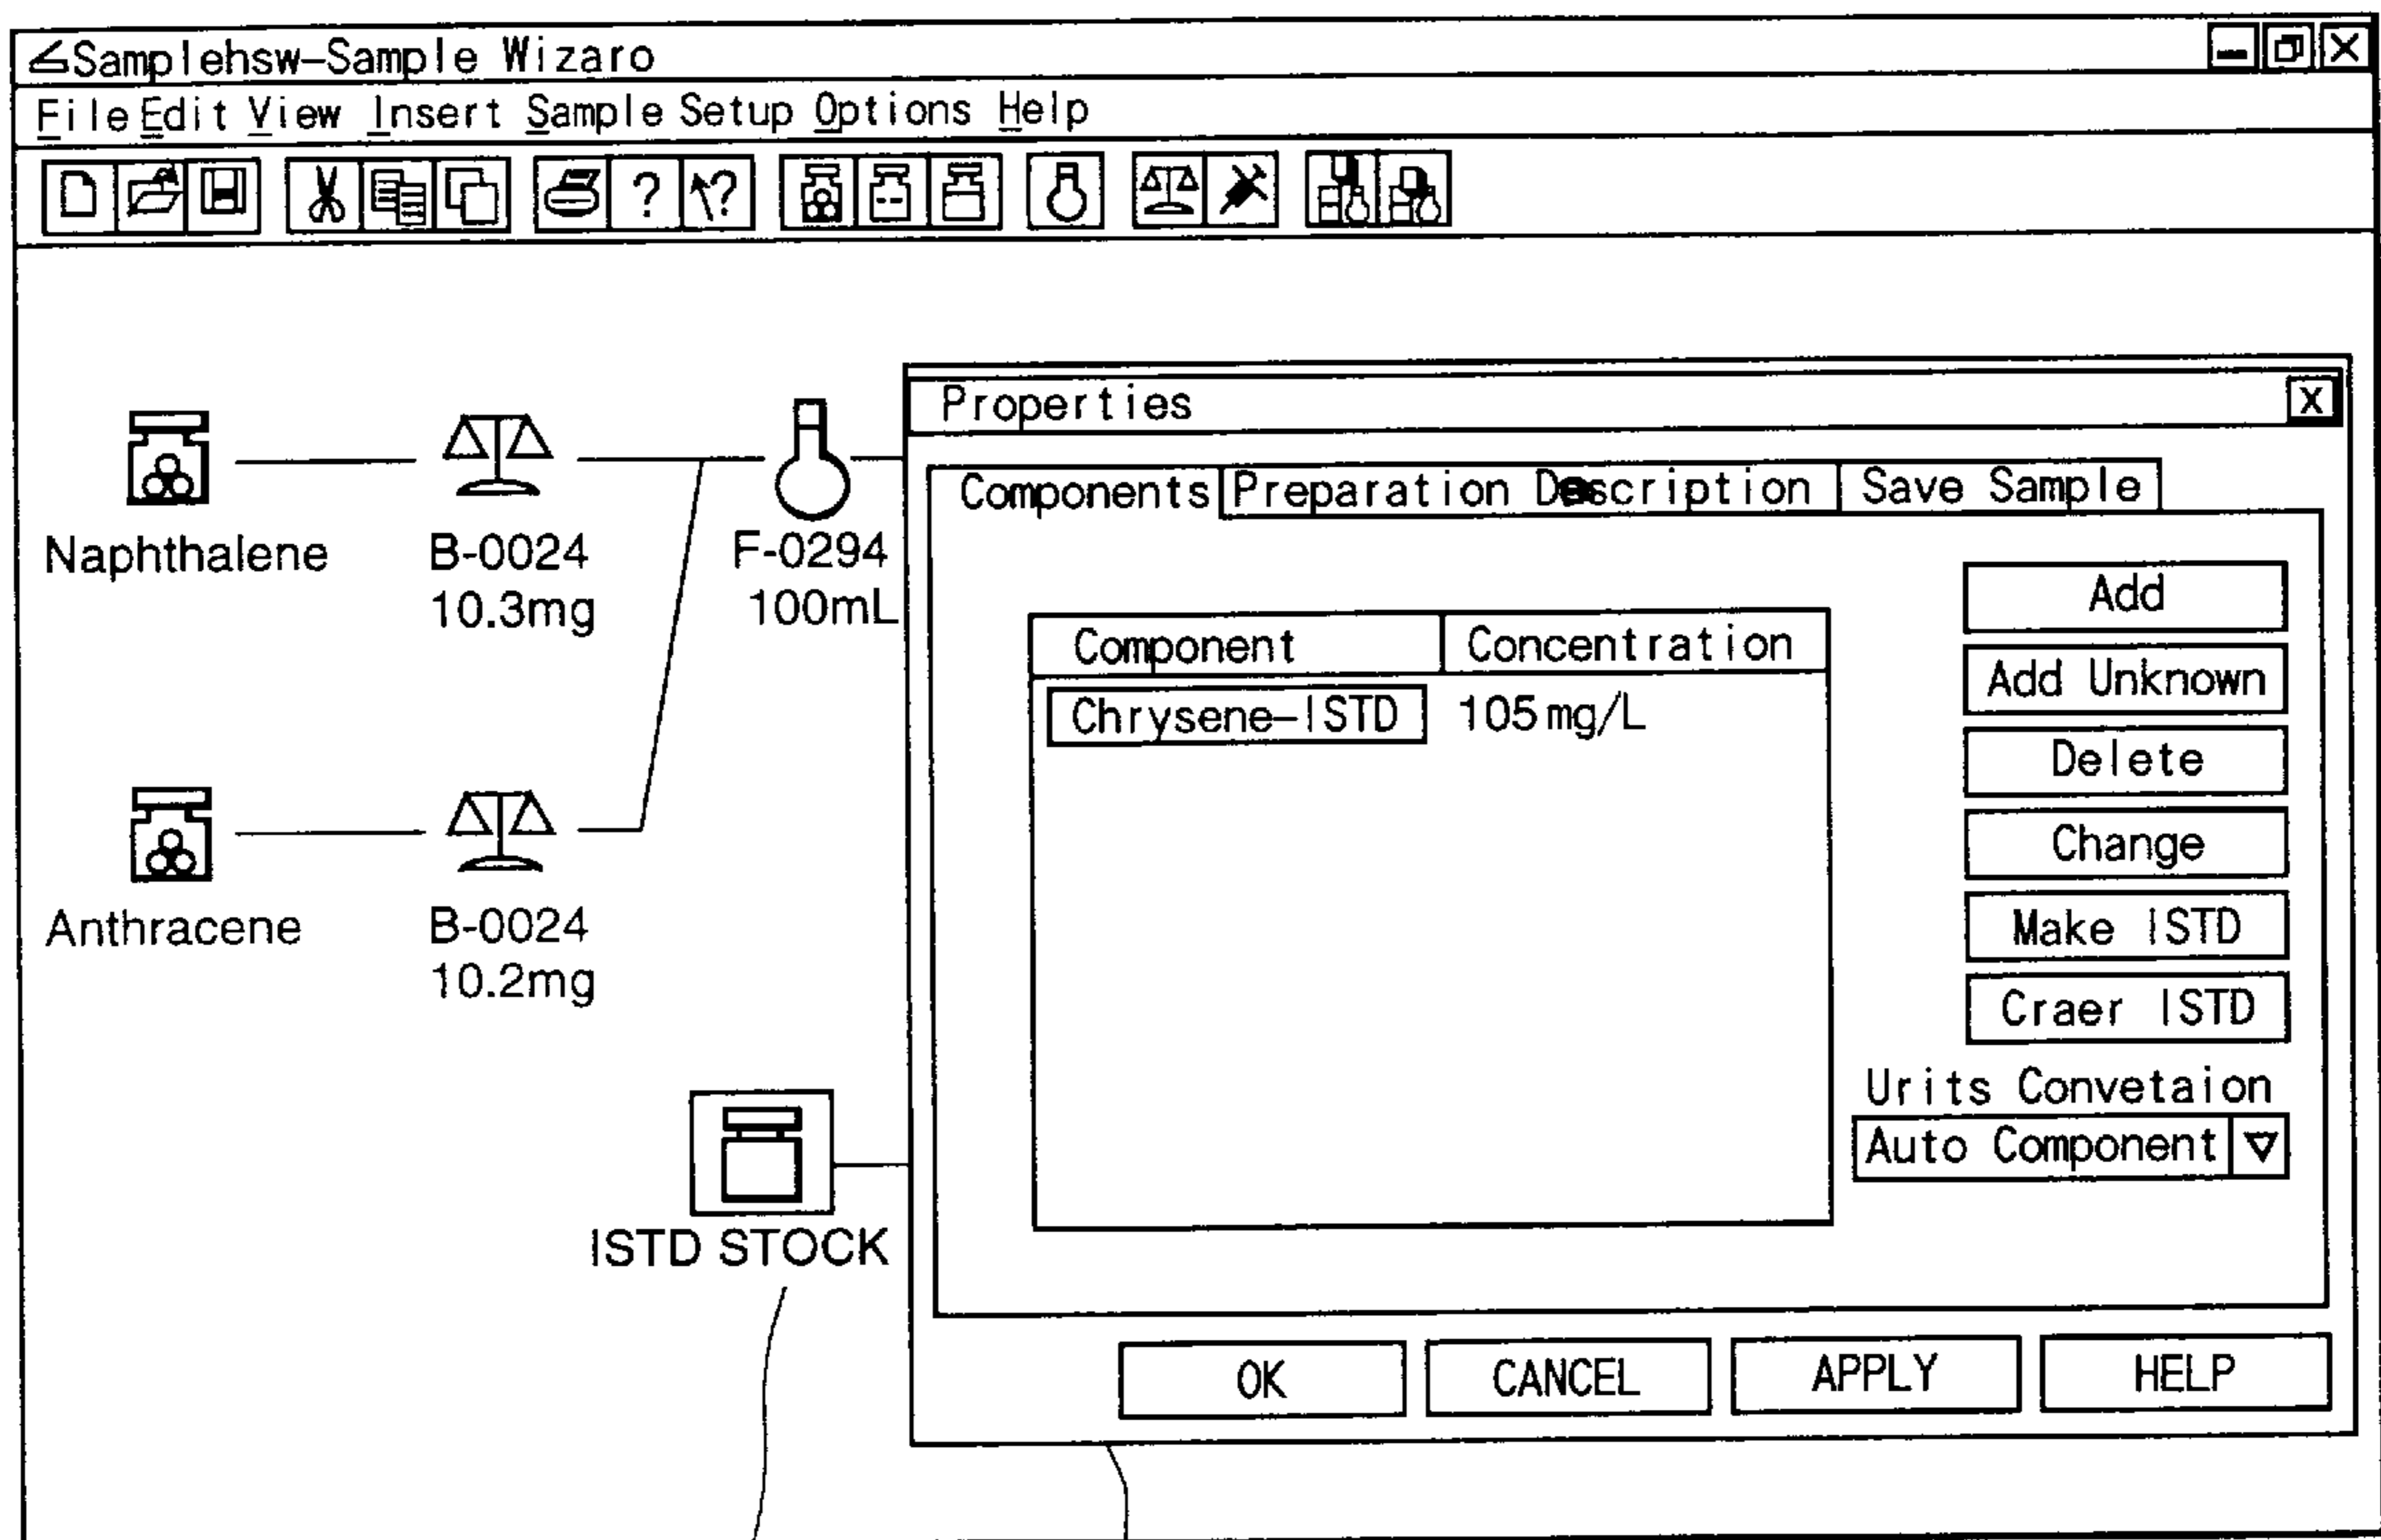 Samplehsw-Sample Wizaro
File Edit View Insert Sample Setup Options Help
? ?
Properties X
Components Preparation Description Save Sample
Naphthalene
B-0024
10.3mg
F-0294
100mL
Component Concentration
Chrysene-ISTD 105mg/L
Add
Add Unknown
Delete
Change
Make ISTD
Craer ISTD
Urits Convetaion
Auto Component
Anthracene
B-0024
10.2mg
ISTD STOCK
OK CANCEL APPLY HELP